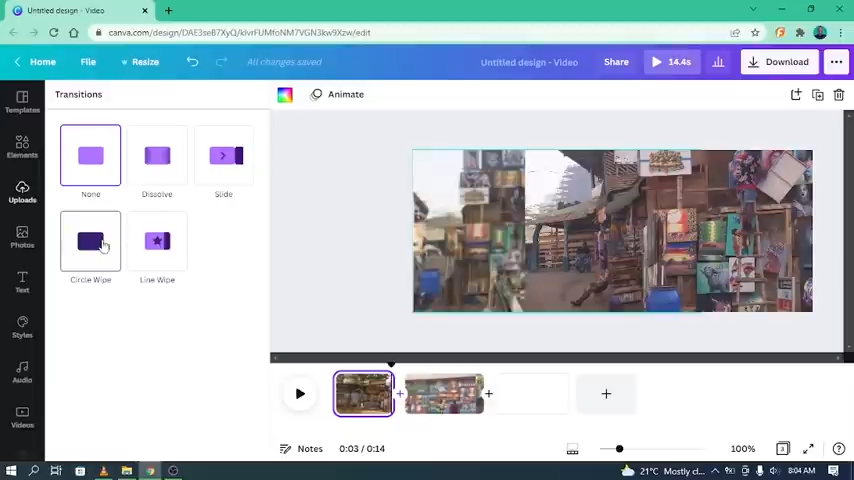 Untitled design - Video
canva.com/design/DAE3seB7XyQ/kIvrFUMfoNM7VGN3kw9Xzw/edit
Home
File
Resize
All changes saved
Untitled design - Video
Share
14.4s
Download
Templates
Elements
Uploads
Photos
Text
Styles
Audio
Videos
Transitions
None
Dissolve
Slide
Circle Wipe
Line Wipe
Animate
Notes
0:03 / 0:14
100%
3
21°C Mostly c...
8:04 AM